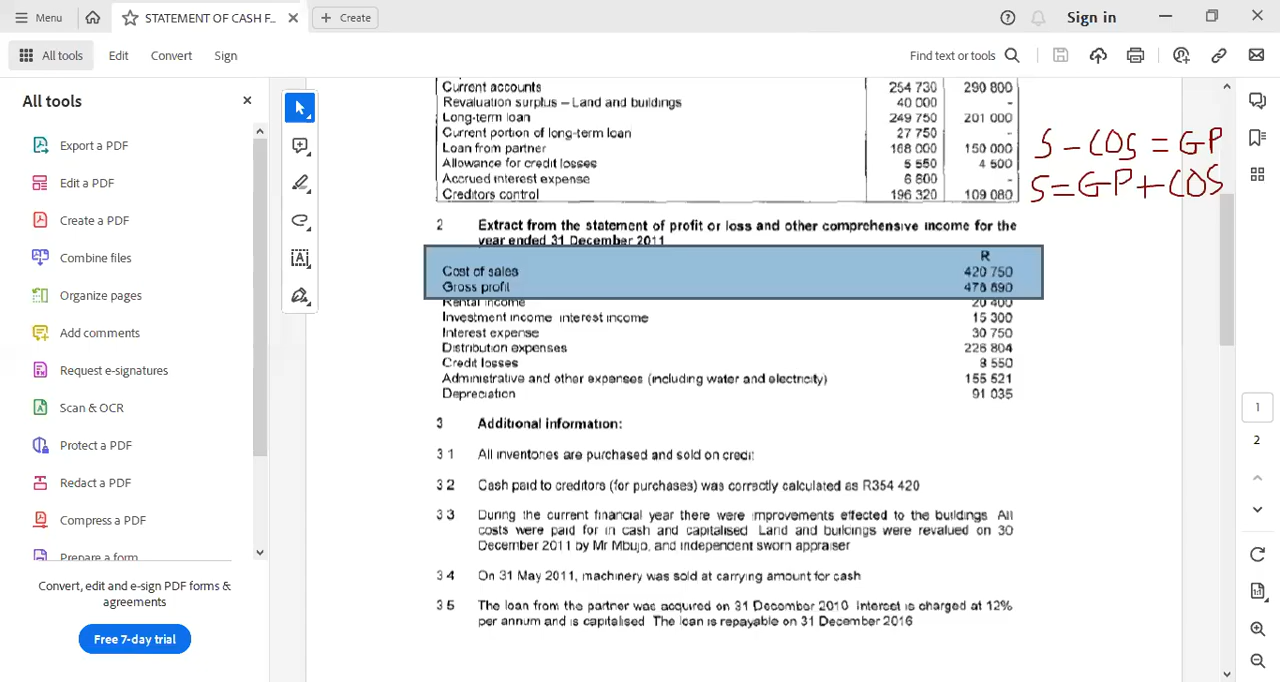 Menu
STATEMENT OF CASH F...
Create
Sign in
All tools
Edit
Convert
Sign
Find text or tools
All tools
Export a PDF
Edit a PDF
Create a PDF
Combine files
Organize pages
Add comments
Request e-signatures
Scan & OCR
Protect a PDF
Redact a PDF
Compress a PDF
Prepare a form
Convert, edit and e-sign PDF forms & agreements
Free 7-day trial
Current accounts 254 730 290 800
Revaluation surplus – Land and buildings 40 000 -
Long-term loan 249 750 201 000
Current portion of long-term loan 27 750 -
Loan from partner 168 000 150 000
Allowance for credit losses 5 550 4 500
Accrued interest expense 6 800 -
Creditors control 196 320 109 080
S - COS = GP
S = GP + COS
2 Extract from the statement of profit or loss and other comprehensive income for the
year ended 31 December 2011
R
Cost of sales 420 750
Gross profit 478 890
Rental income 20 400
Investment income interest income 15 300
Interest expense 30 750
Distribution expenses 226 804
Credit losses 8 550
Administrative and other expenses (including water and electricity) 155 521
Depreciation 91 035
3 Additional information:
3 1 All inventories are purchased and sold on credit
3 2 Cash paid to creditors (for purchases) was correctly calculated as R354 420
3 3 During the current financial year there were improvements effected to the buildings All
costs were paid for in cash and capitalised Land and buildings were revalued on 30
December 2011 by Mr Mbujo, and independent sworn appraiser
3 4 On 31 May 2011, machinery was sold at carrying amount for cash
3 5 The loan from the partner was acquired on 31 December 2010 Interest is charged at 12%
per annum and is capitalised The loan is repayable on 31 December 2016
1
2